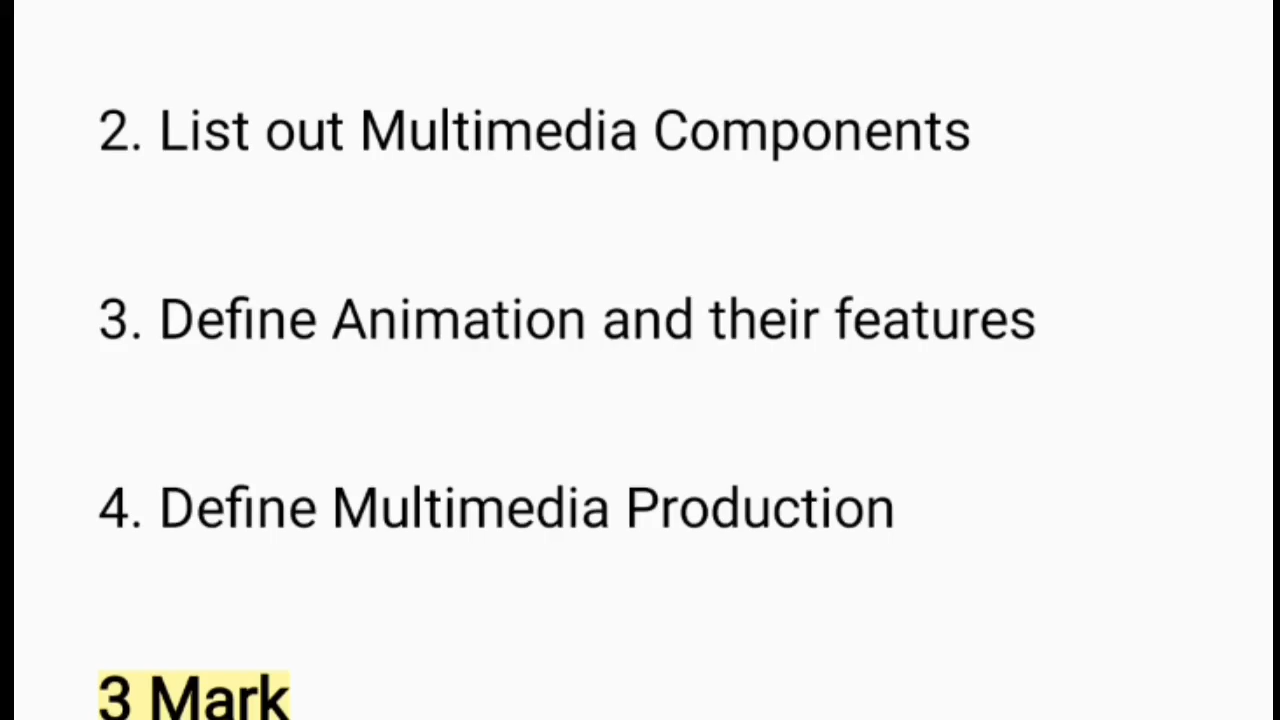 2. List out Multimedia Components
3. Define Animation and their features
4. Define Multimedia Production
3 Mark